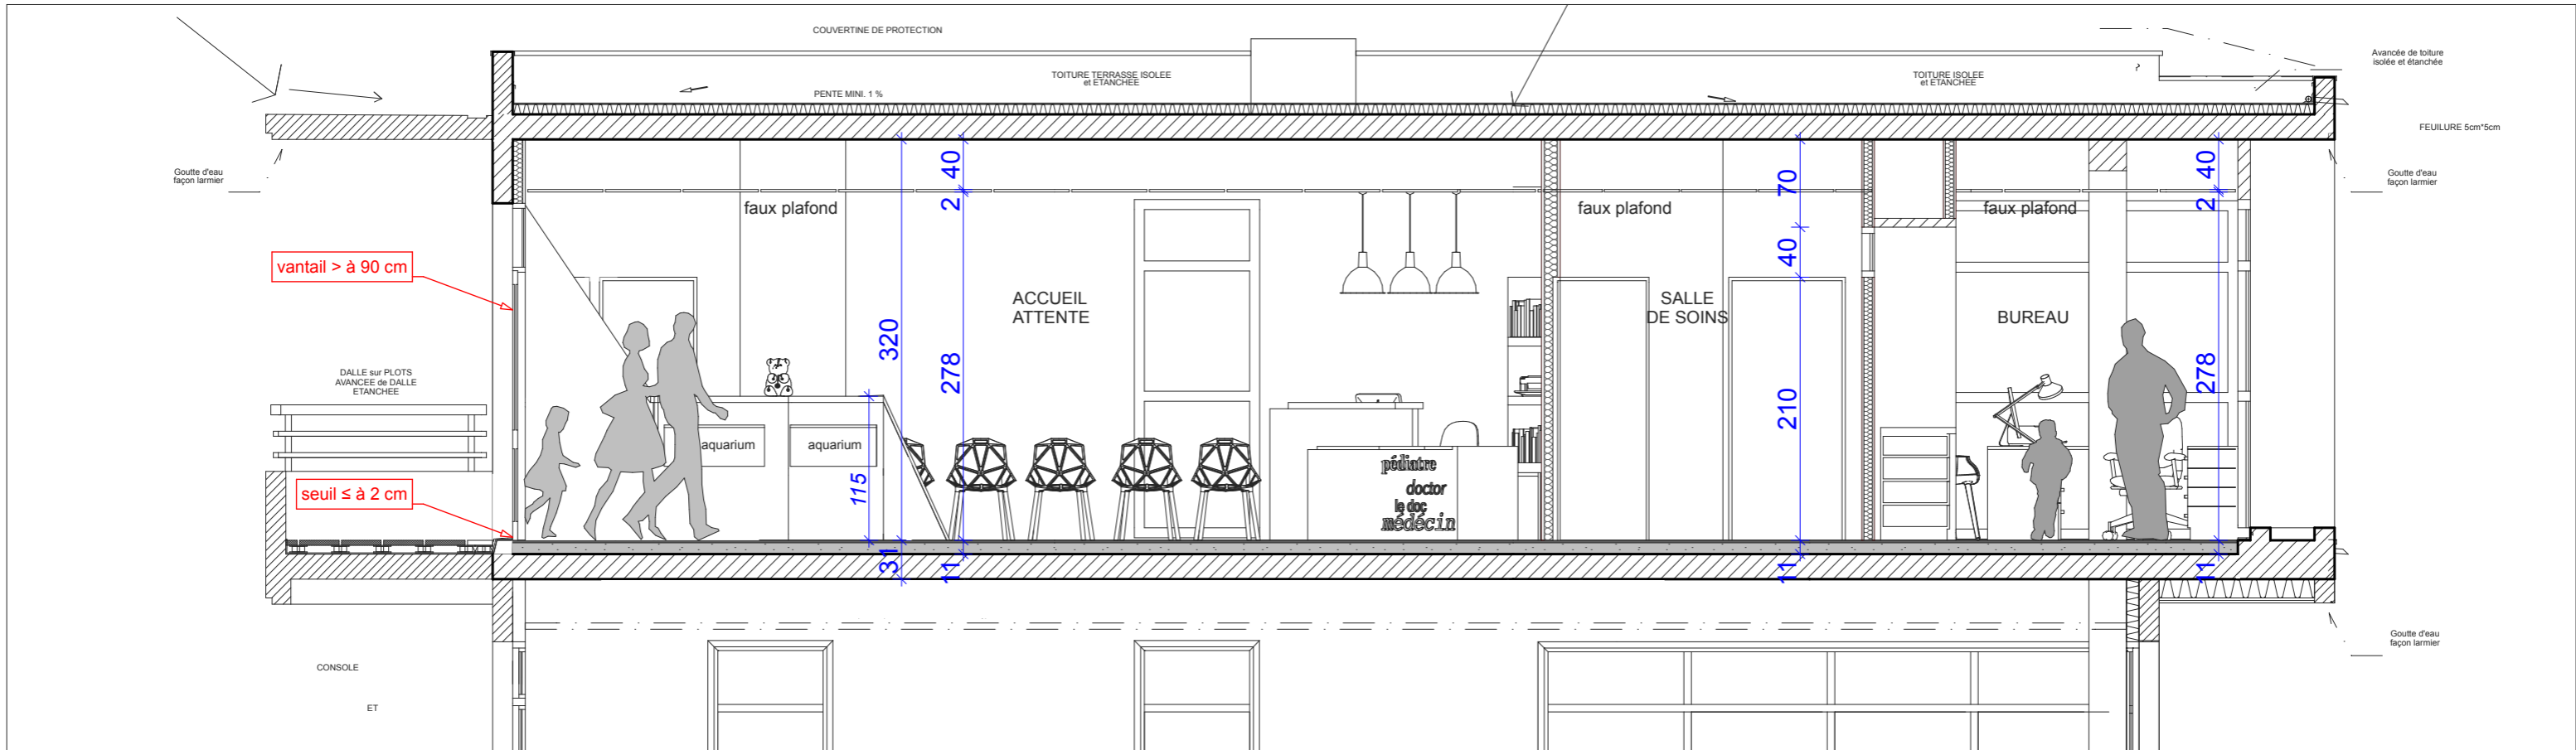 COUVERTINE DE PROTECTION
TOITURE TERRASSE ISOLEE
et ETANCHEE
TOITURE ISOLEE
et ETANCHEE
Avancée de toiture
isolée et étanchée
PENTE MINI. 1 %
FEUILURE 5cm*5cm
Goutte d'eau
façon larmier
40
2
faux plafond
faux plafond
70
faux plafond
40
2
Goutte d'eau
façon larmier
vantail > à 90 cm
40
ACCUEIL
ATTENTE
SALLE
DE SOINS
BUREAU
320
278
278
DALLE sur PLOTS
AVANCEE de DALLE
ETANCHEE
210
aquarium
aquarium
115
pédiatre
doctor
le doc
médécin
seuil ≤ à 2 cm
31
11
11
11
Goutte d'eau
façon larmier
CONSOLE
ET